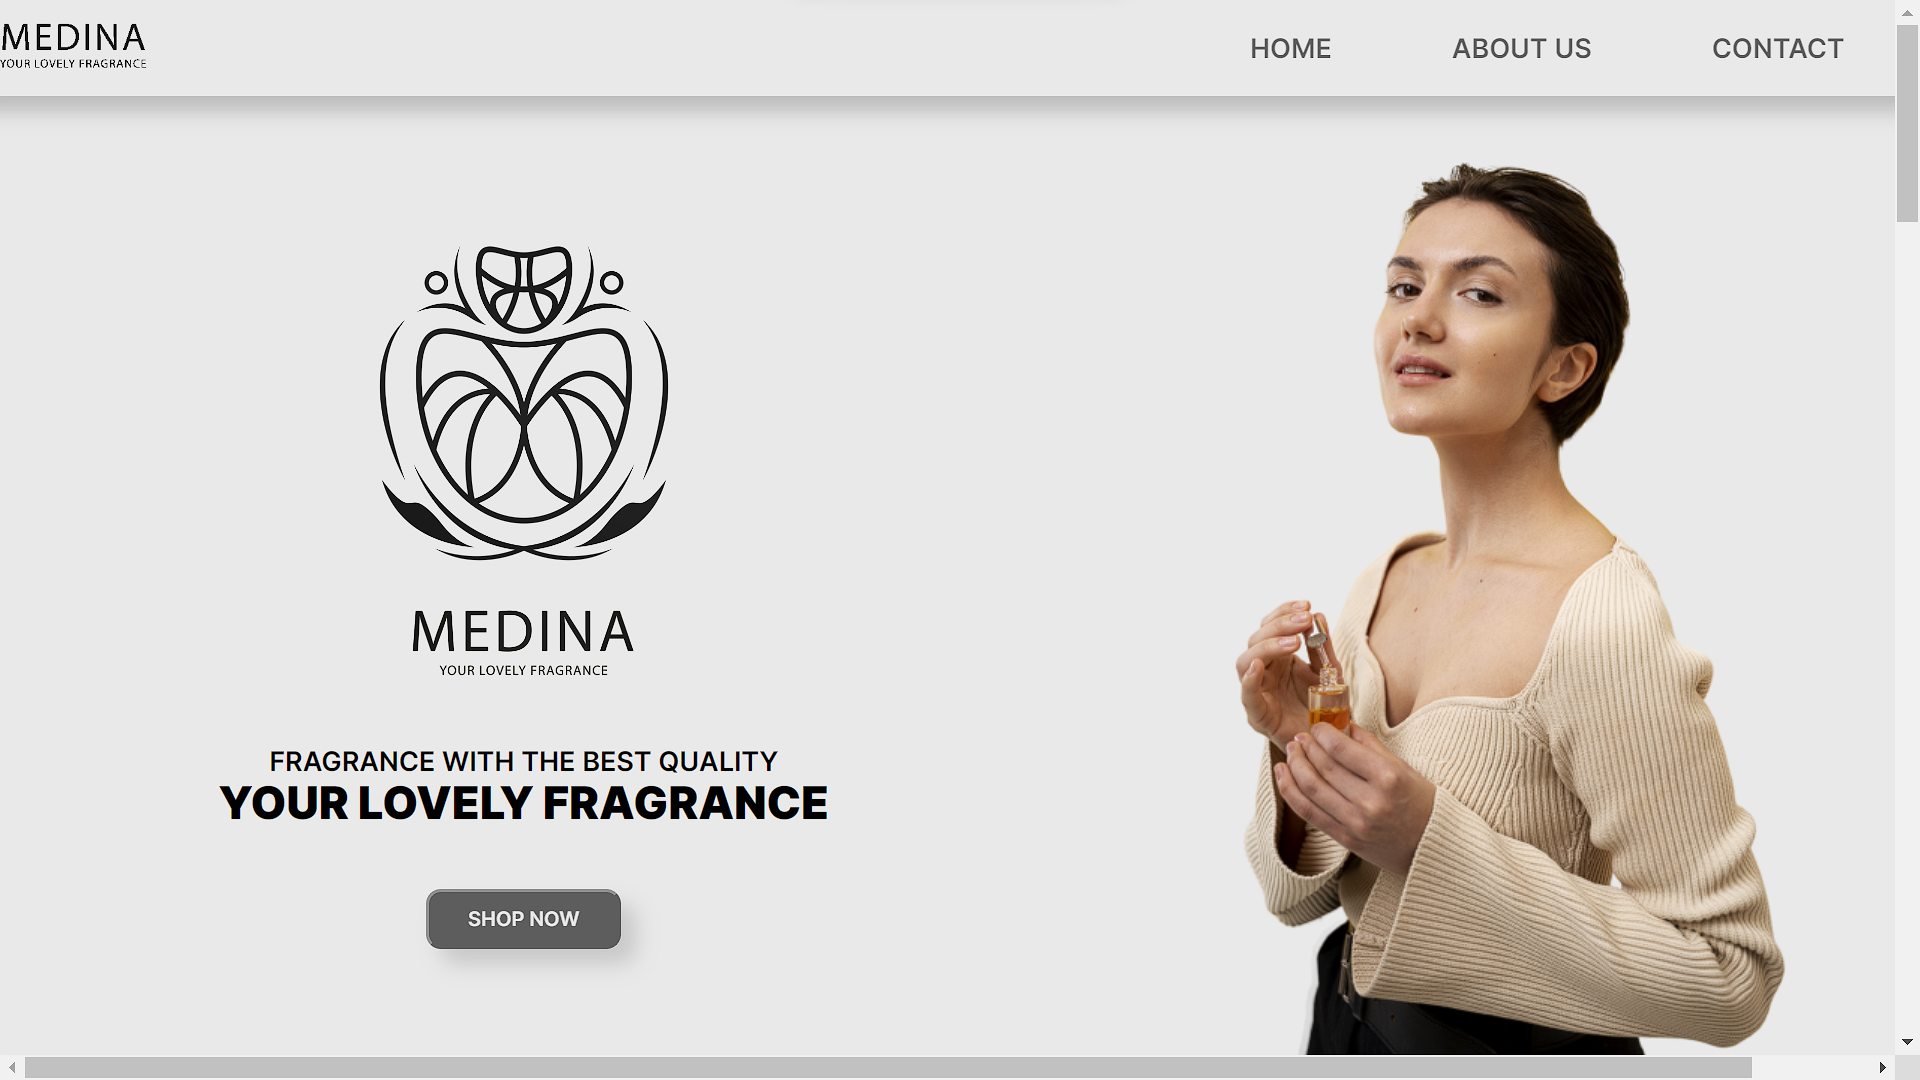 MEDINA
YOUR LOVELY FRAGRANCE
HOME
ABOUT US
CONTACT
MEDINA
YOUR LOVELY FRAGRANCE
FRAGRANCE WITH THE BEST QUALITY
YOUR LOVELY FRAGRANCE
SHOP NOW